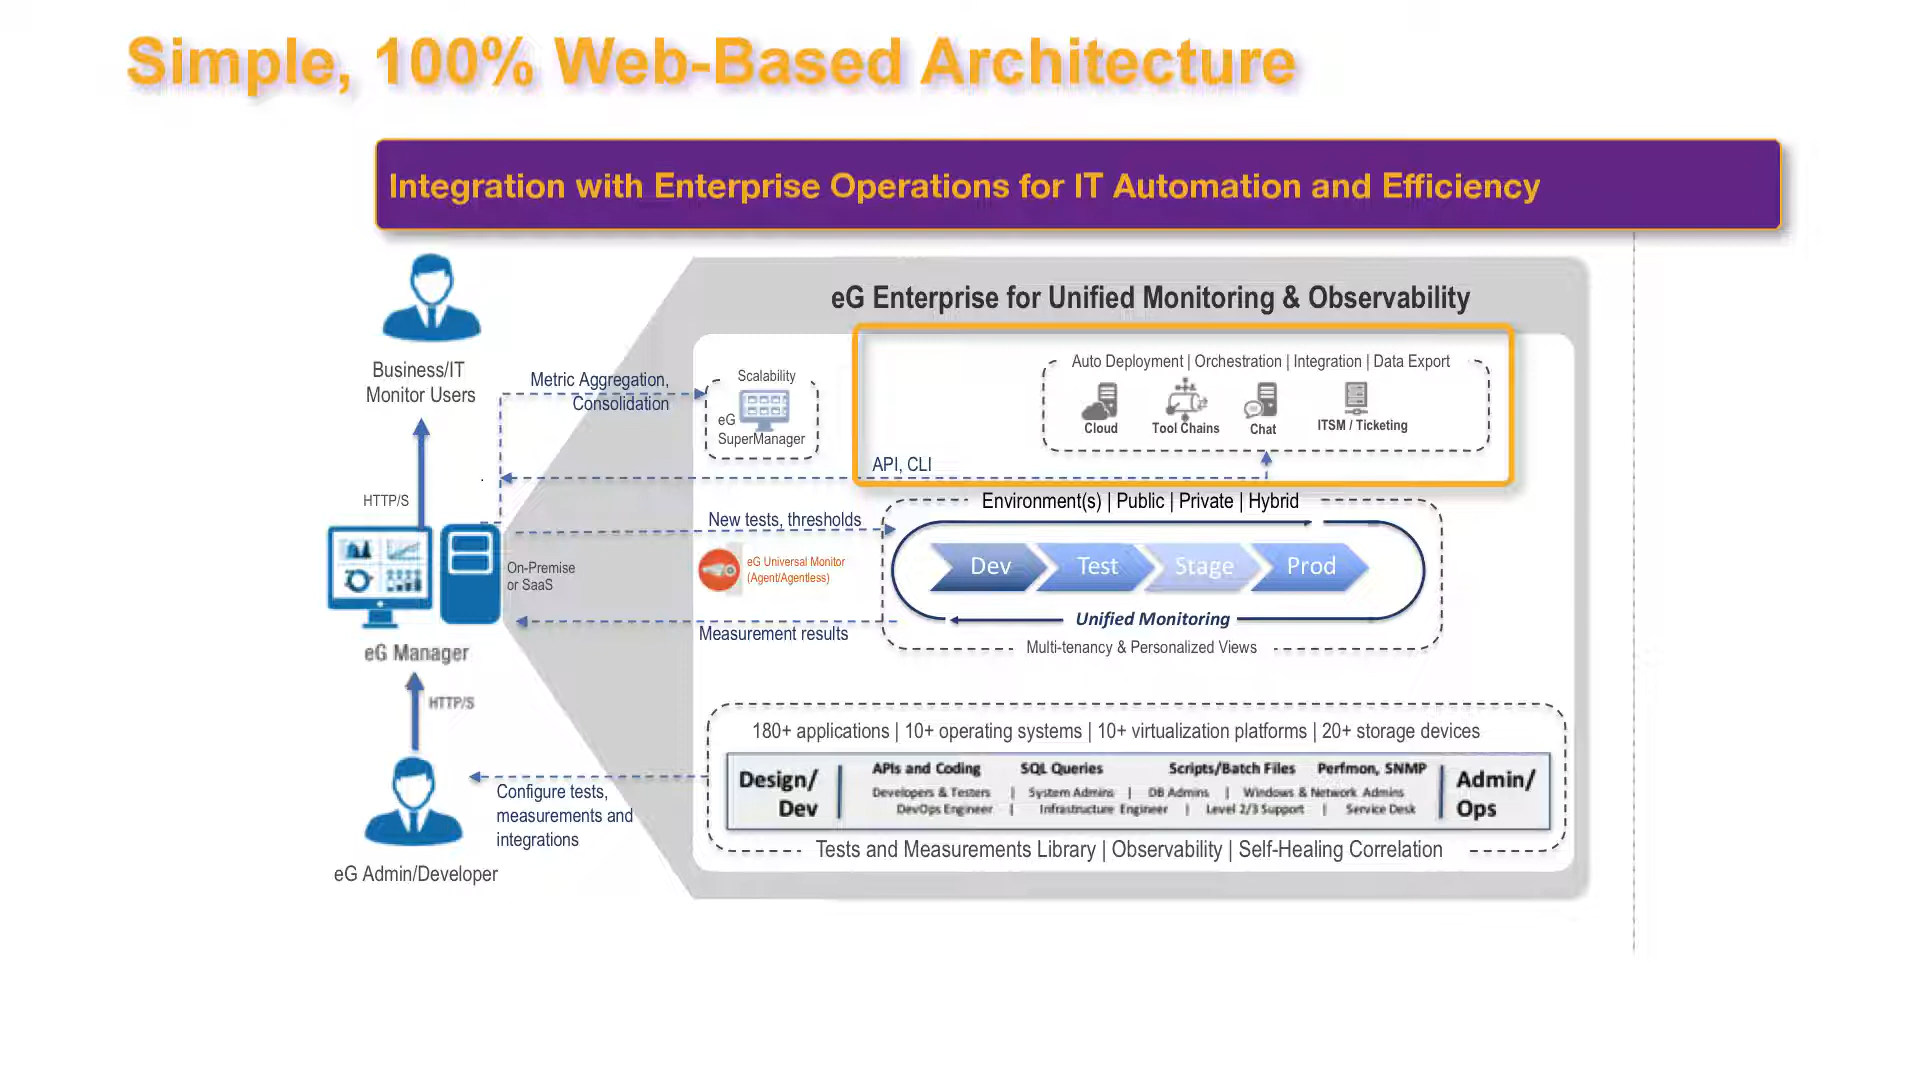 Simple, 100% Web-Based Architecture
Integration with Enterprise Operations for IT Automation and Efficiency
eG Enterprise for Unified Monitoring & Observability
Business/IT
Monitor Users
Metric Aggregation,
Consolidation
Scalability
eG
SuperManager
Auto Deployment | Orchestration | Integration | Data Export
Cloud
Tool Chains
Chat
ITSM / Ticketing
API, CLI
HTTP/S
Environment(s) | Public | Private | Hybrid
New tests, thresholds
eG Universal Monitor
(Agent/Agentless)
On-Premise
or SaaS
Dev
Test
Stage
Prod
Unified Monitoring
Measurement results
Multi-tenancy & Personalized Views
eG Manager
HTTP/S
180+ applications | 10+ operating systems | 10+ virtualization platforms | 20+ storage devices
Design/
Dev
APIs and Coding SQL Queries Scripts/Batch Files Perfmon, SNMP
Developers & Testers | System Admins | DB Admins | Windows & Network Admins
DevOps Engineer | Infrastructure Engineer | Level 2/3 Support | Service Desk
Admin/
Ops
Configure tests,
measurements and
integrations
Tests and Measurements Library | Observability | Self-Healing Correlation
eG Admin/Developer